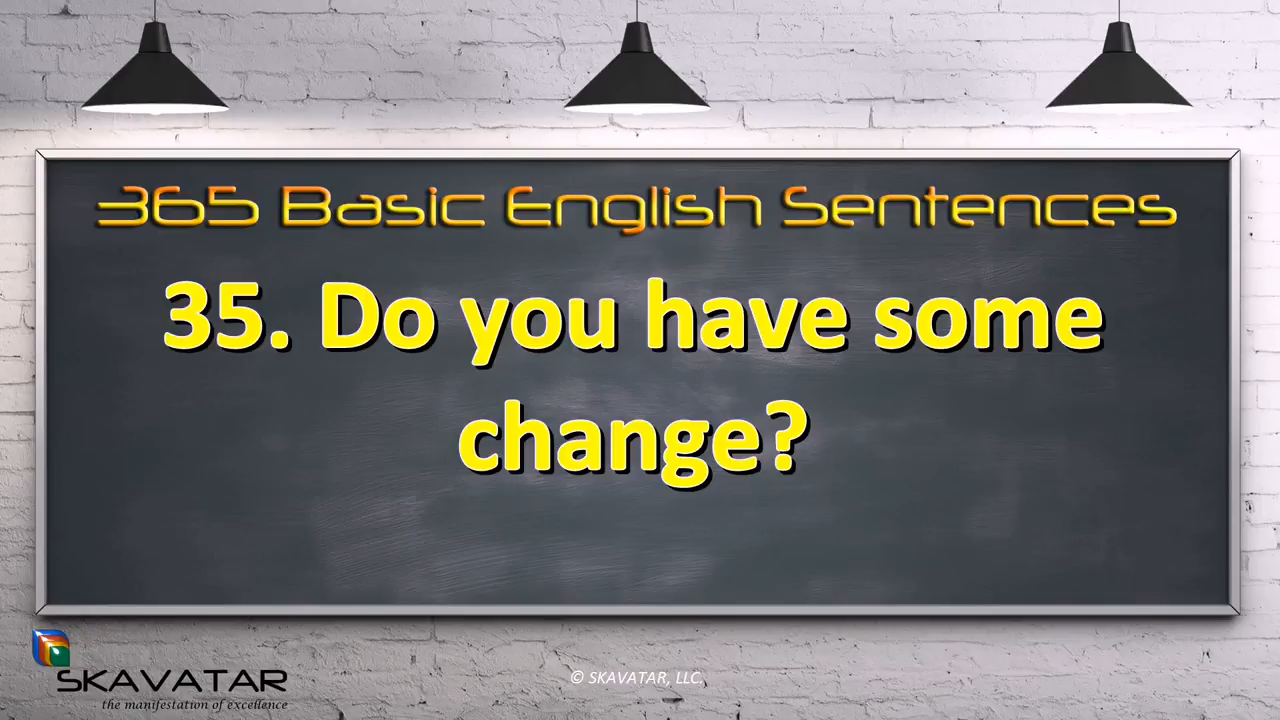 365 Basic English Sentences
35. Do you have some
change?
SKAVATAR
the manifestation of excellence
© SKAVATAR, LLC.